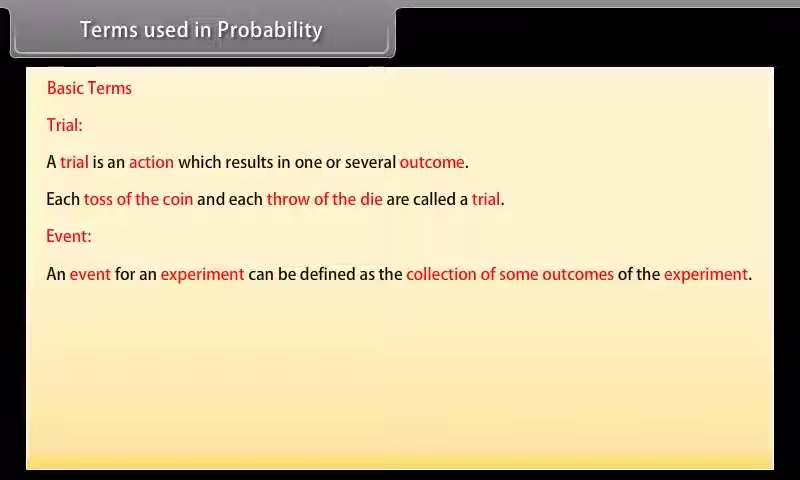 Terms used in Probability
Basic Terms
Trial:
A trial is an action which results in one or several outcome.
Each toss of the coin and each throw of the die are called a trial.
Event:
An event for an experiment can be defined as the collection of some outcomes of the experiment.